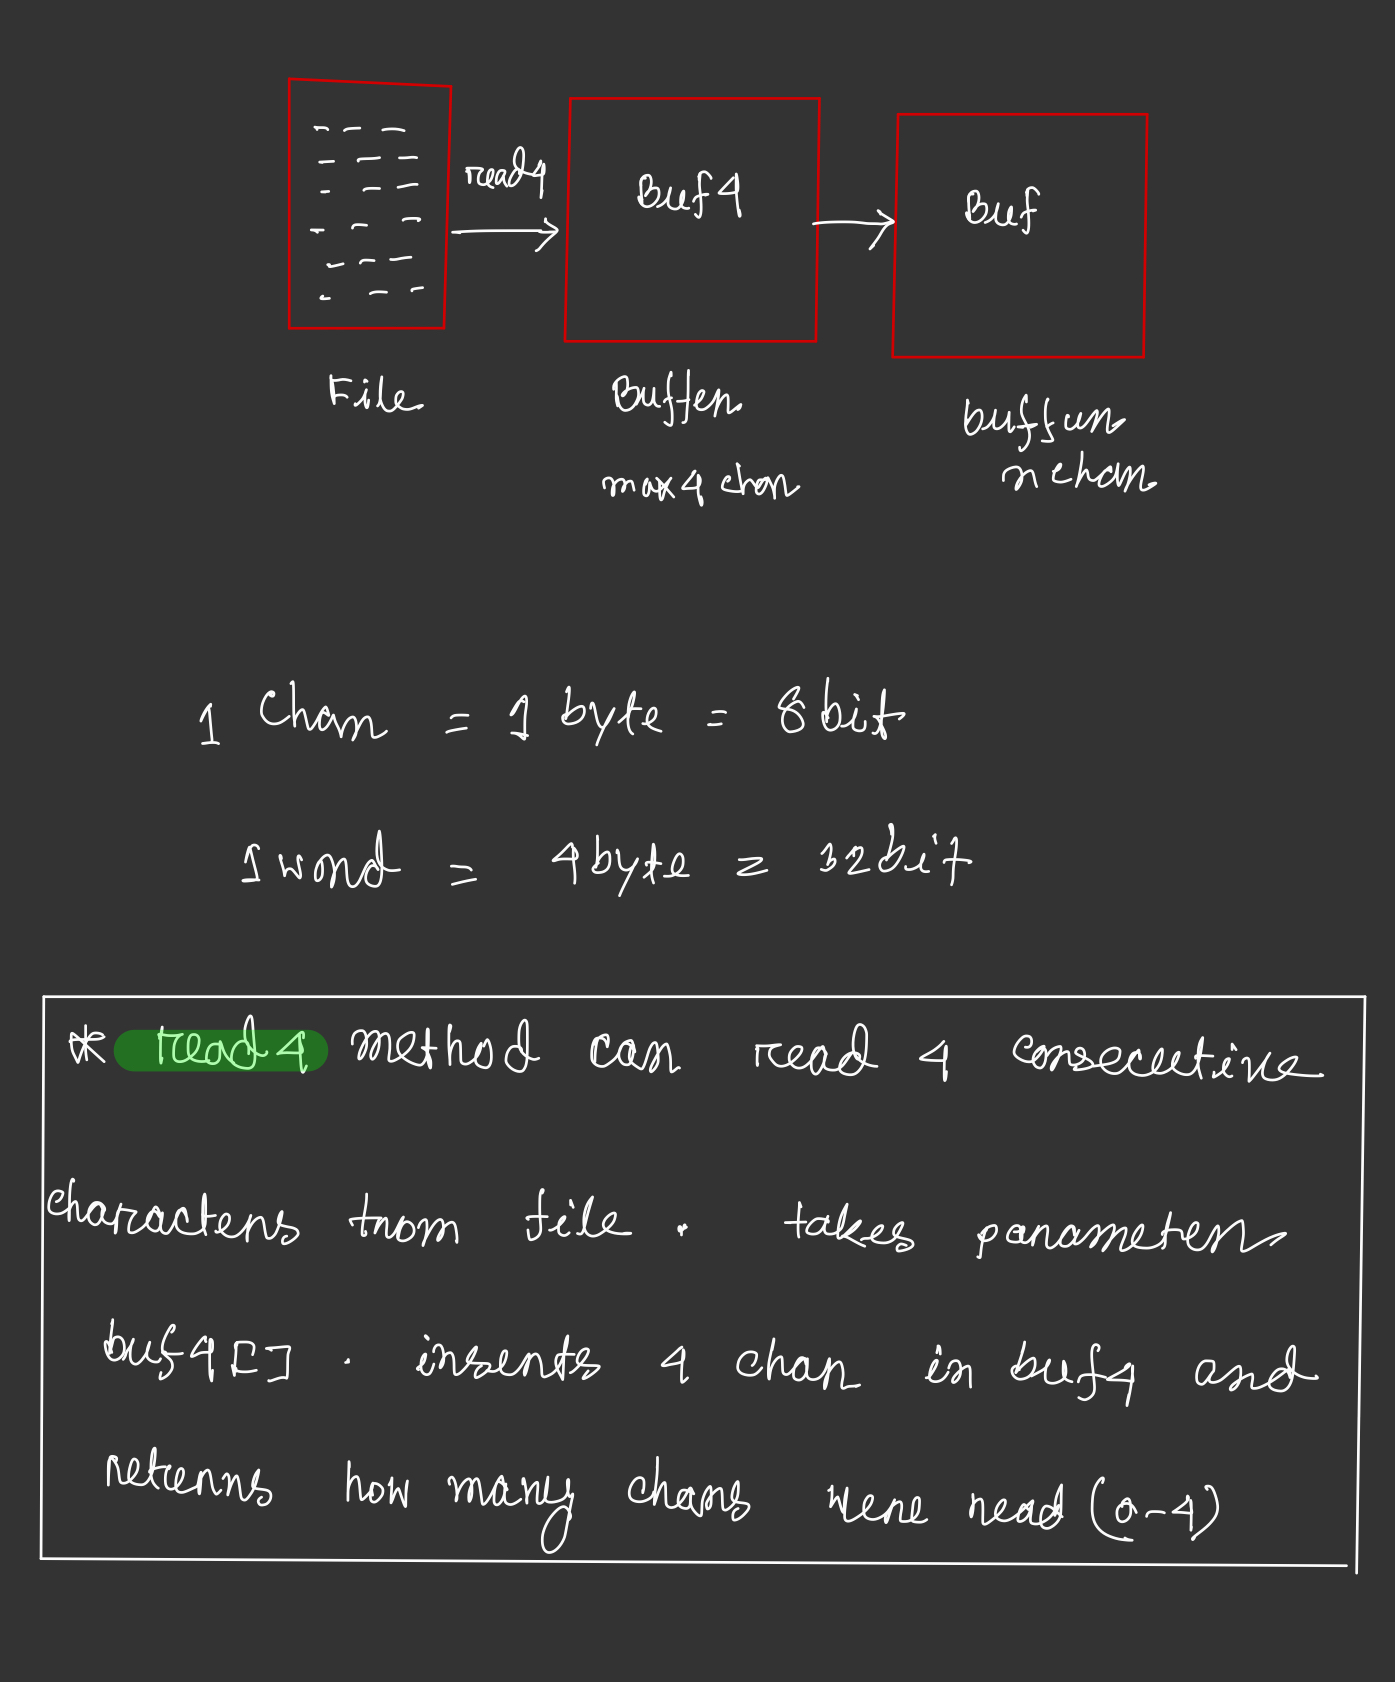 read4
Buf4
Buf
File
Buffer
max 4 char
buffur
n char
1 char = 1 byte = 8 bit
1 word = 4 byte = 32 bit
* read4 method can read 4 consecutive
characters from file. takes parameter
buf4[]. inserts 4 char in buf4 and
returns how many chars were read (0-4)